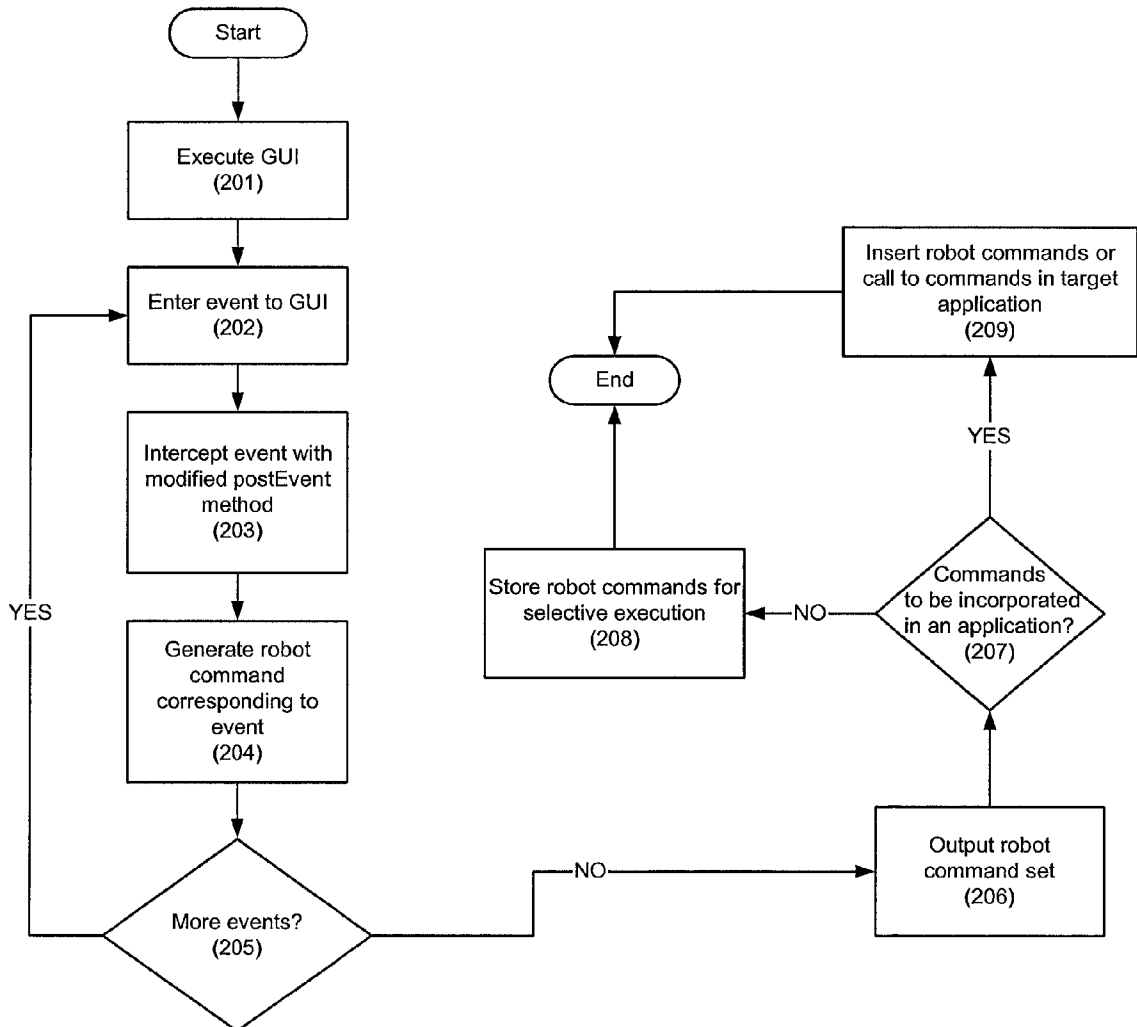 Start
Execute GUI
(201)
Enter event to GUI
(202)
Intercept event with
modified postEvent
method
(203)
YES
Generate robot
command
corresponding to
event
(204)
More events?
(205)
NO
Output robot
command set
(206)
Commands
to be incorporated
in an application?
(207)
NO
Store robot commands for
selective execution
(208)
YES
Insert robot commands or
call to commands in target
application
(209)
End